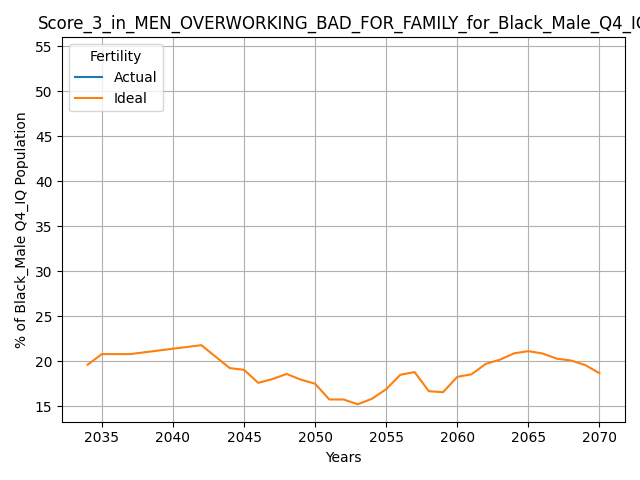 Score_3_in_MEN_OVERWORKING_BAD_FOR_FAMILY_for_Black_Male_Q4_IQ
Fertility
Actual
Ideal
% of Black_Male Q4_IQ Population
55
50
45
40
35
30
25
20
15
2035 2040 2045 2050 2055 2060 2065 2070
Years